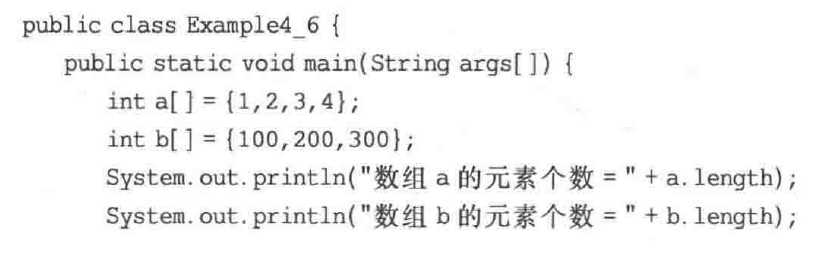 public class Example4_6 {
public static void main(String args[]) {
int a[] = {1,2,3,4};
int b[] = {100,200,300};
System.out.println("数组 a 的元素个数 = " + a.length);
System.out.println("数组 b 的元素个数 = " + b.length);